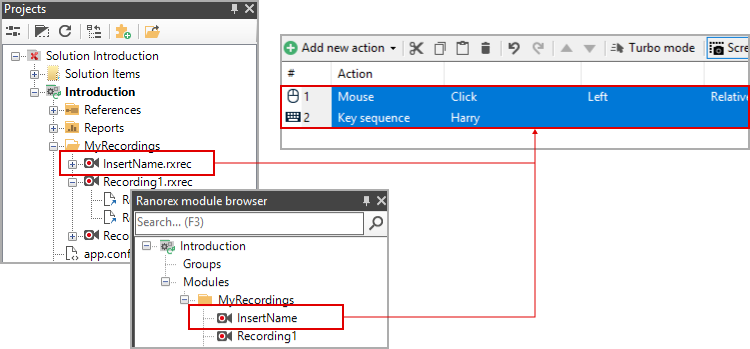 Projects
Solution Introduction
Solution Items
Introduction
References
Reports
MyRecordings
InsertName.rxrec
Recording1.rxrec
R
R
Reco
app.conf
Add new action
Turbo mode
Scre
# Action
1 Mouse Click Left Relative
2 Key sequence Harry
Ranorex module browser
Search... (F3)
Introduction
Groups
Modules
MyRecordings
InsertName
Recording1